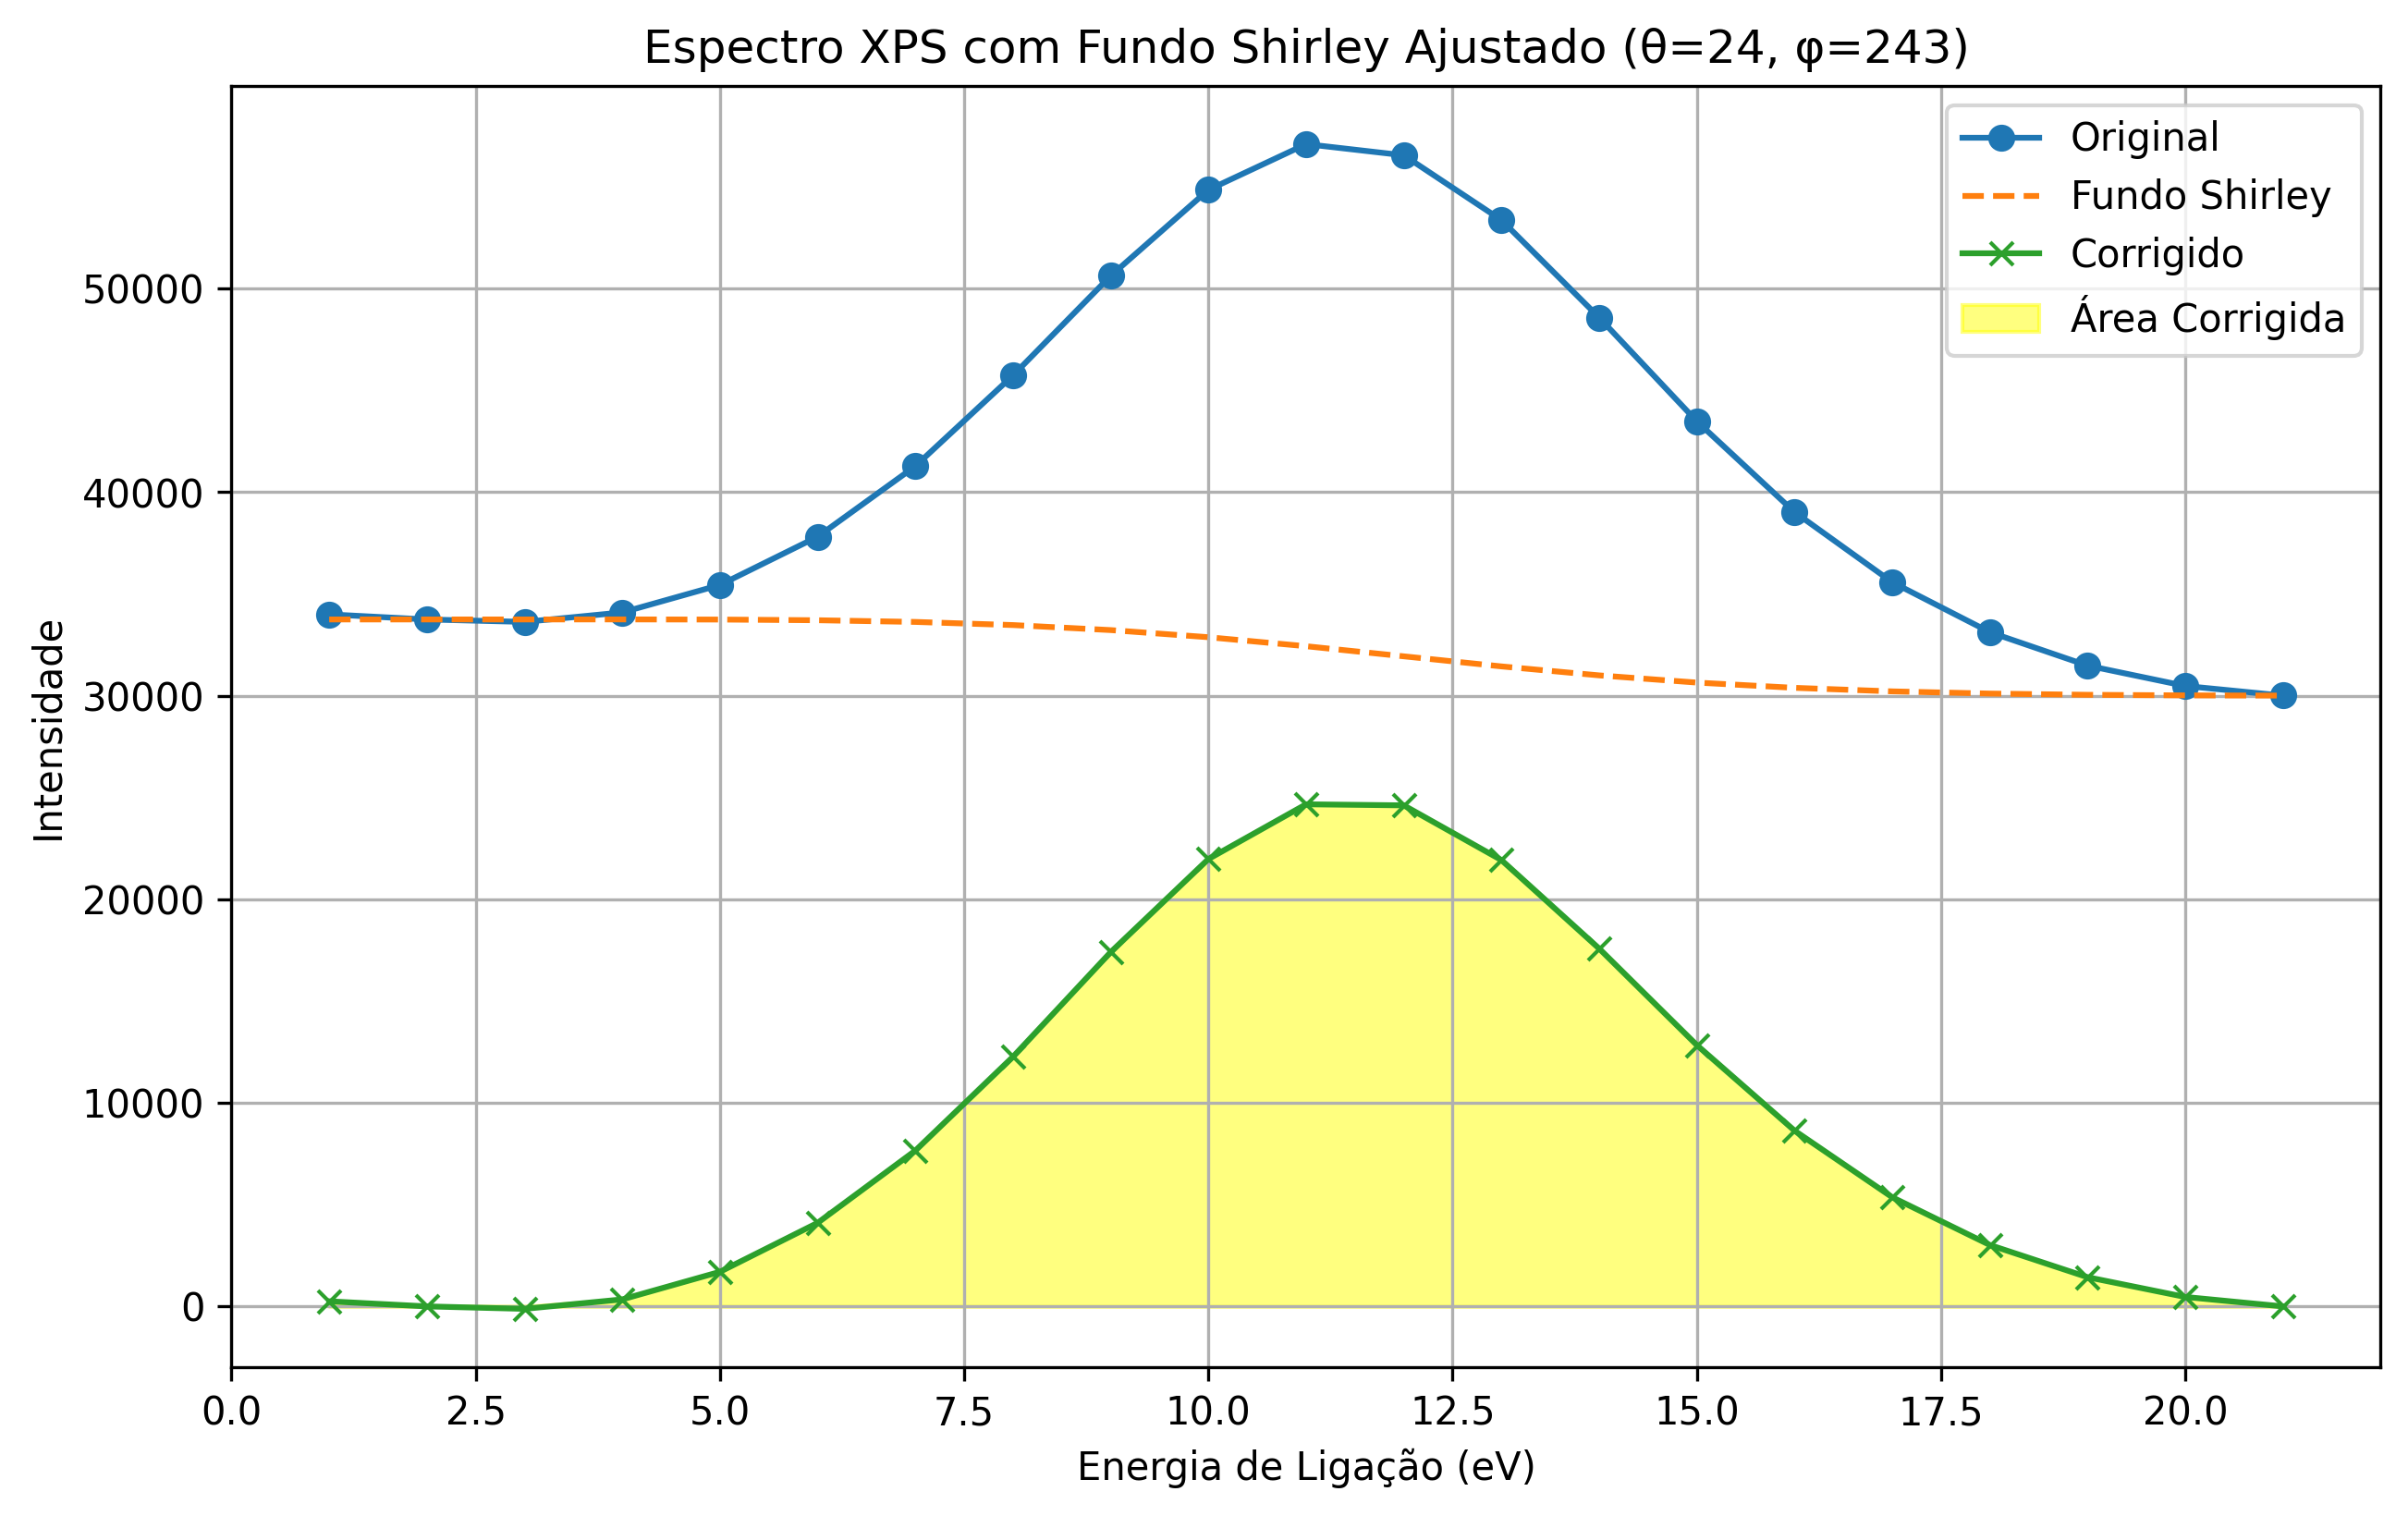 Espectro XPS com Fundo Shirley Ajustado (θ=24, φ=243)
Original
Fundo Shirley
Corrigido
Área Corrigida
Intensidade
50000
40000
30000
20000
10000
0
0.0 2.5 5.0 7.5 10.0 12.5 15.0 17.5 20.0
Energia de Ligação (eV)